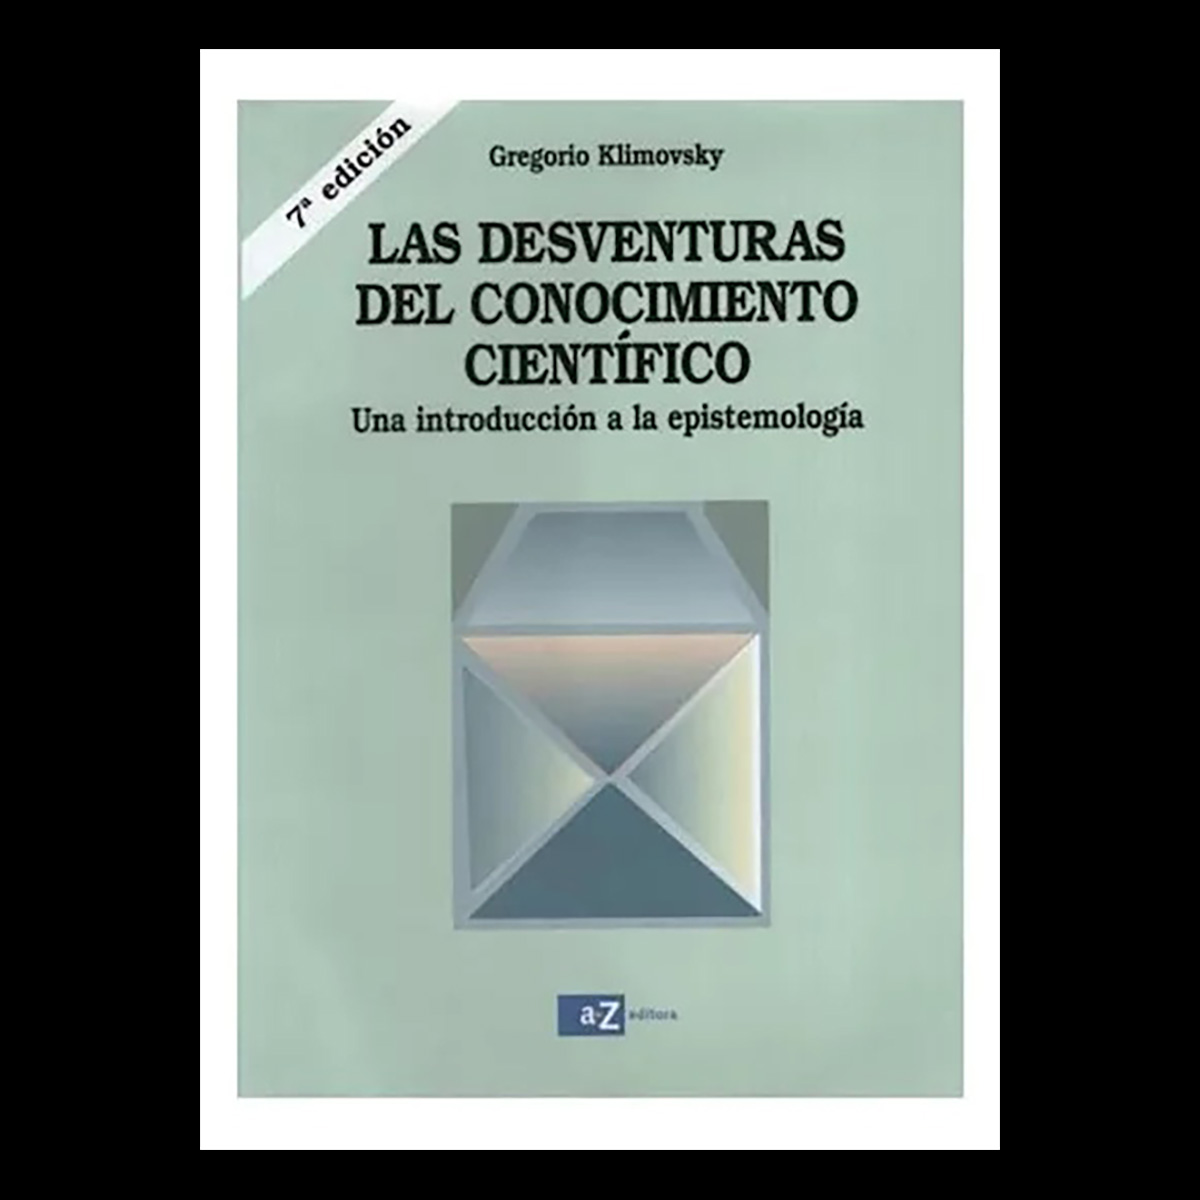 7ª edición
Gregorio Klimovsky
LAS DESVENTURAS
DEL CONOCIMIENTO
CIENTÍFICO
Una introducción a la epistemología
a-Z editora